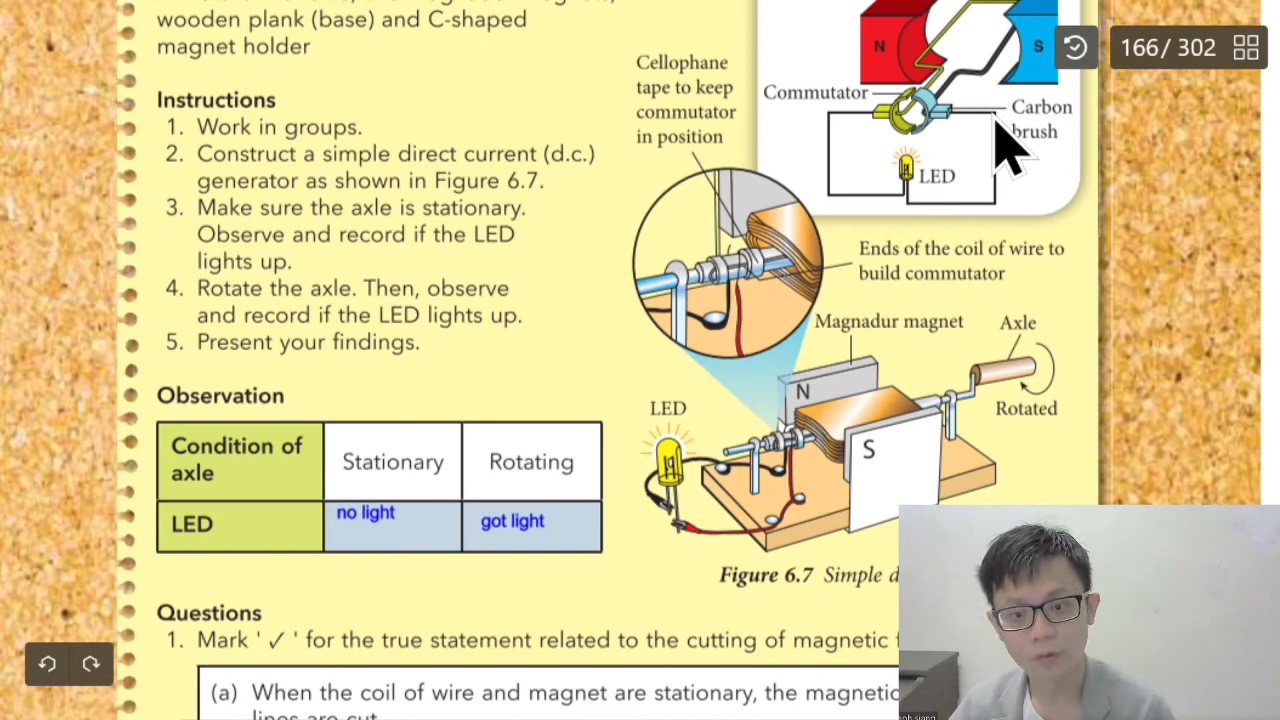 wooden plank (base) and C-shaped
magnet holder
Instructions
1. Work in groups.
2. Construct a simple direct current (d.c.)
generator as shown in Figure 6.7.
3. Make sure the axle is stationary.
Observe and record if the LED
lights up.
4. Rotate the axle. Then, observe
and record if the LED lights up.
5. Present your findings.
Observation
Condition of
axle
Stationary
Rotating
LED
no light
got light
Questions
1. Mark ' ✓ ' for the true statement related to the cutting of magnetic
(a) When the coil of wire and magnet are stationary, the magnetic
lines are cut
N
S
166/ 302
Cellophane
tape to keep
commutator
in position
Commutator
Carbon
brush
LED
Ends of the coil of wire to
build commutator
Magnadur magnet
Axle
N
Rotated
LED
S
Figure 6.7 Simple d